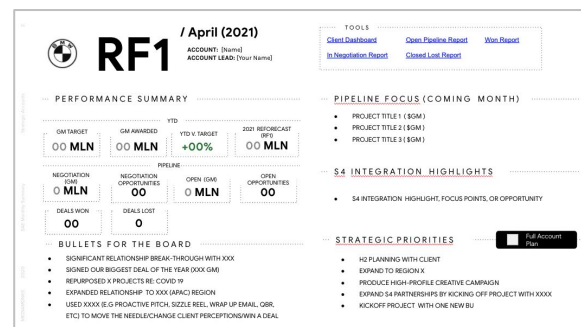 BMW
RF1
/ April (2021)
ACCOUNT: [Name]
ACCOUNT LEAD: [Your Name]
TOOLS
Client Dashboard Open Pipeline Report Won Report
In Negotiation Report Closed Lost Report
PERFORMANCE SUMMARY
YTD
GM TARGET
00 MLN
GM AWARDED
00 MLN
YTD V. TARGET
+00%
2021 REFORECAST
(RF1)
00 MLN
PIPELINE
NEGOTIATION
(GM)
0 MLN
NEGOTIATION
OPPORTUNITIES
00
OPEN (GM)
0 MLN
OPEN
OPPORTUNITIES
00
DEALS WON
00
DEALS LOST
0
BULLETS FOR THE BOARD
• SIGNIFICANT RELATIONSHIP BREAK-THROUGH WITH XXX
• SIGNED OUR BIGGEST DEAL OF THE YEAR (XXX GM)
• REPURPOSED X PROJECTS RE: COVID 19
• EXPANDED RELATIONSHIP TO XXX (APAC) REGION
• USED XXXX (E.G PROACTIVE PITCH, SIZZLE REEL, WRAP UP EMAIL, QBR,
ETC) TO MOVE THE NEEDLE/CHANGE CLIENT PERCEPTIONS/WIN A DEAL
PIPELINE FOCUS (COMING MONTH)
• PROJECT TITLE 1 ( $GM )
• PROJECT TITLE 2 ( $GM )
• PROJECT TITLE 3 ( $GM )
S4 INTEGRATION HIGHLIGHTS
• S4 INTEGRATION HIGHLIGHT, FOCUS POINTS, OR OPPORTUNITY
STRATEGIC PRIORITIES
Full Account
Plan
• H2 PLANNING WITH CLIENT
• EXPAND TO REGION X
• PRODUCE HIGH-PROFILE CREATIVE CAMPAIGN
• EXPAND S4 PARTNERSHIPS BY KICKING OFF PROJECT WITH XXXX
• KICKOFF PROJECT WITH ONE NEW BU